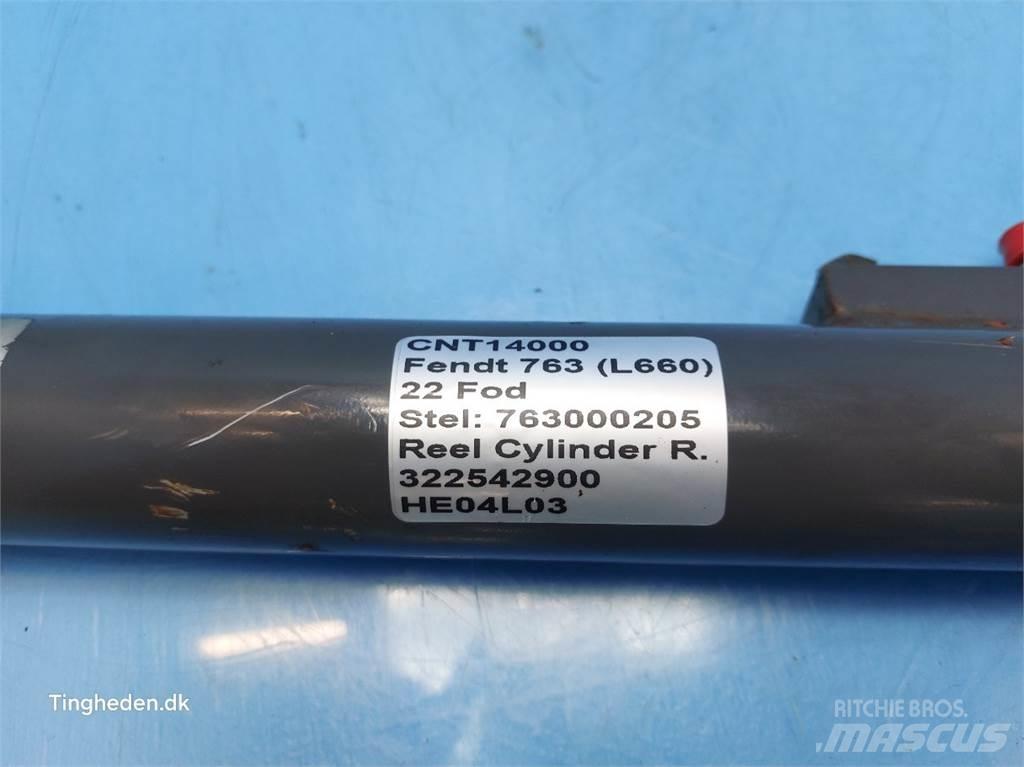 CNT14000
Fendt 763 (L660)
22 Fod
Stel: 763000205
Reel Cylinder R.
322542900
HE04L03
Tingheden.dk
RITCHIE BROS.
MASCUS